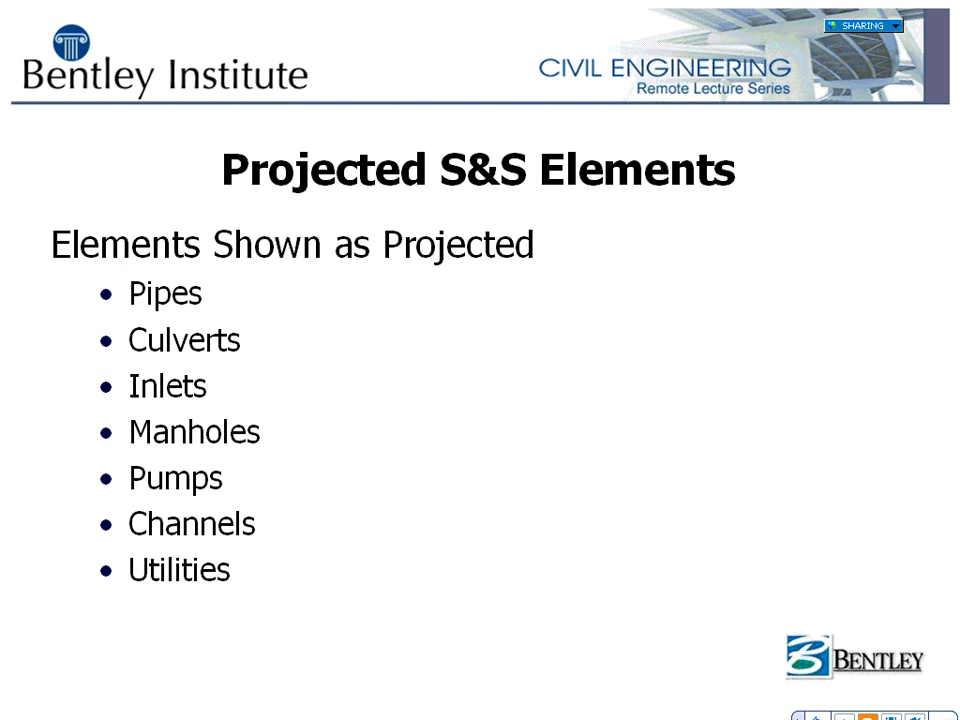 SHARING
Bentley Institute
CIVIL ENGINEERING
Remote Lecture Series
Projected S&S Elements
Elements Shown as Projected
• Pipes
• Culverts
• Inlets
• Manholes
• Pumps
• Channels
• Utilities
BENTLEY